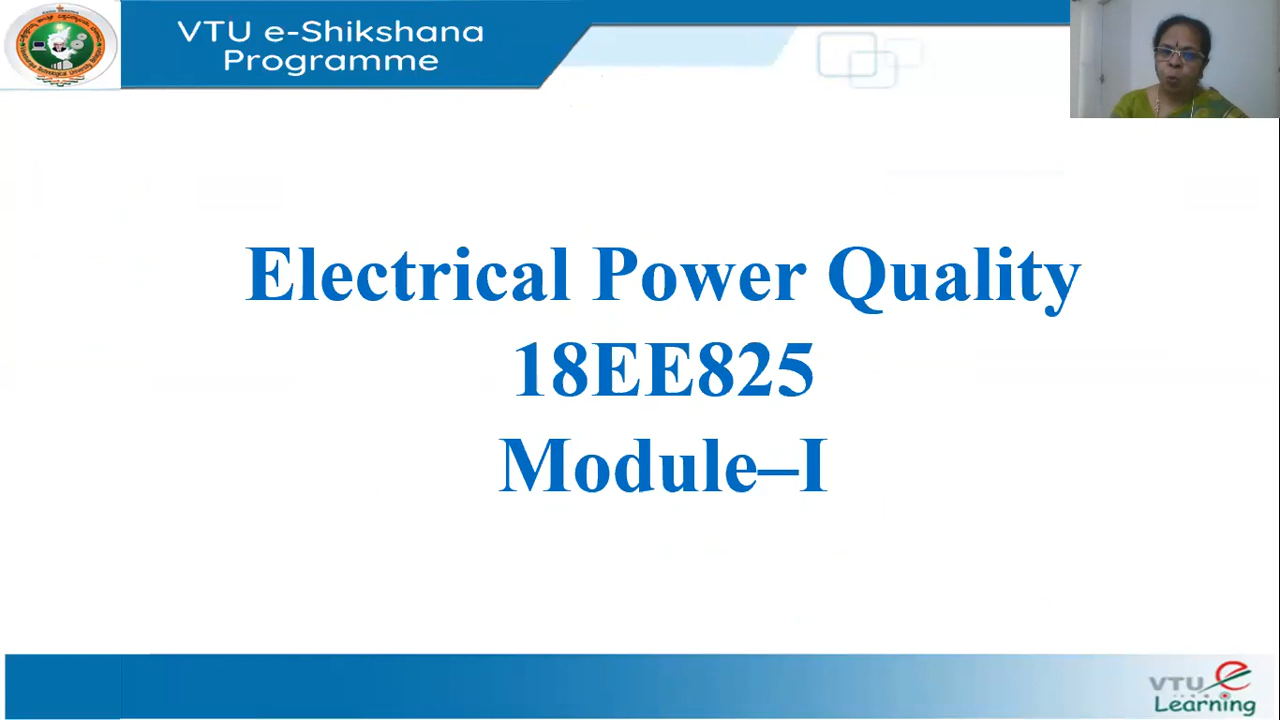 VTU e-Shikshana
Programme
Electrical Power Quality
18EE825
Module–I
VTU e
Learning